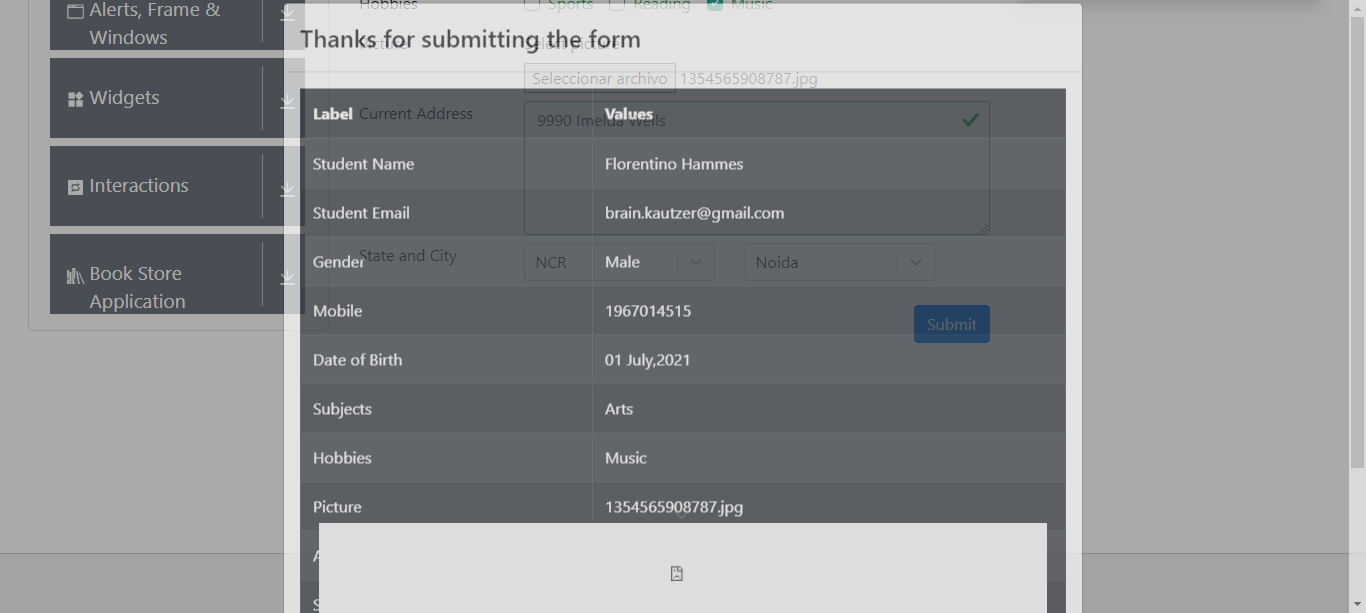 Alerts, Frame &
Windows
Widgets
Interactions
Book Store
Application
Hobbies Sports Reading Music
Thanks for submitting the form
Picture Select picture
Seleccionar archivo 1354565908787.jpg
Label Values
Current Address 9990 Imelda Wells
Student Name Florentino Hammes
Student Email brain.kautzer@gmail.com
State and City NCR Noida
Gender Male
Mobile 1967014515
Submit
Date of Birth 01 July,2021
Subjects Arts
Hobbies Music
Picture 1354565908787.jpg